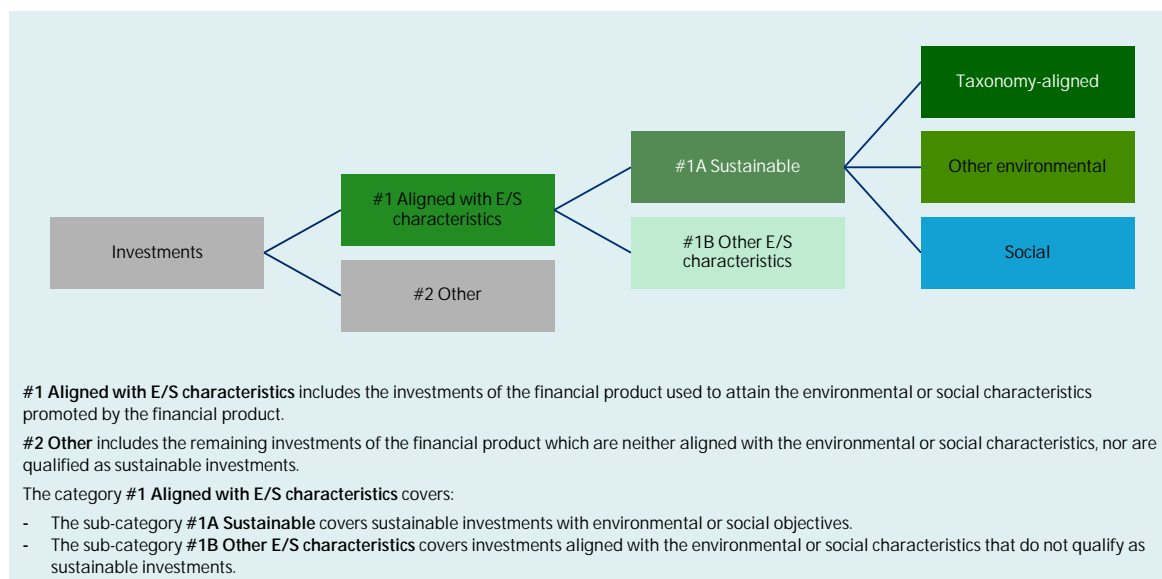 Taxonomy-aligned
#1A Sustainable
Other environmental
#1 Aligned with E/S
characteristics
Investments
#1B Other E/S
characteristics
Social
#2 Other
#1 Aligned with E/S characteristics includes the investments of the financial product used to attain the environmental or social characteristics
promoted by the financial product.
#2 Other includes the remaining investments of the financial product which are neither aligned with the environmental or social characteristics, nor are
qualified as sustainable investments.
The category #1 Aligned with E/S characteristics covers:
- The sub-category #1A Sustainable covers sustainable investments with environmental or social objectives.
- The sub-category #1B Other E/S characteristics covers investments aligned with the environmental or social characteristics that do not qualify as
sustainable investments.